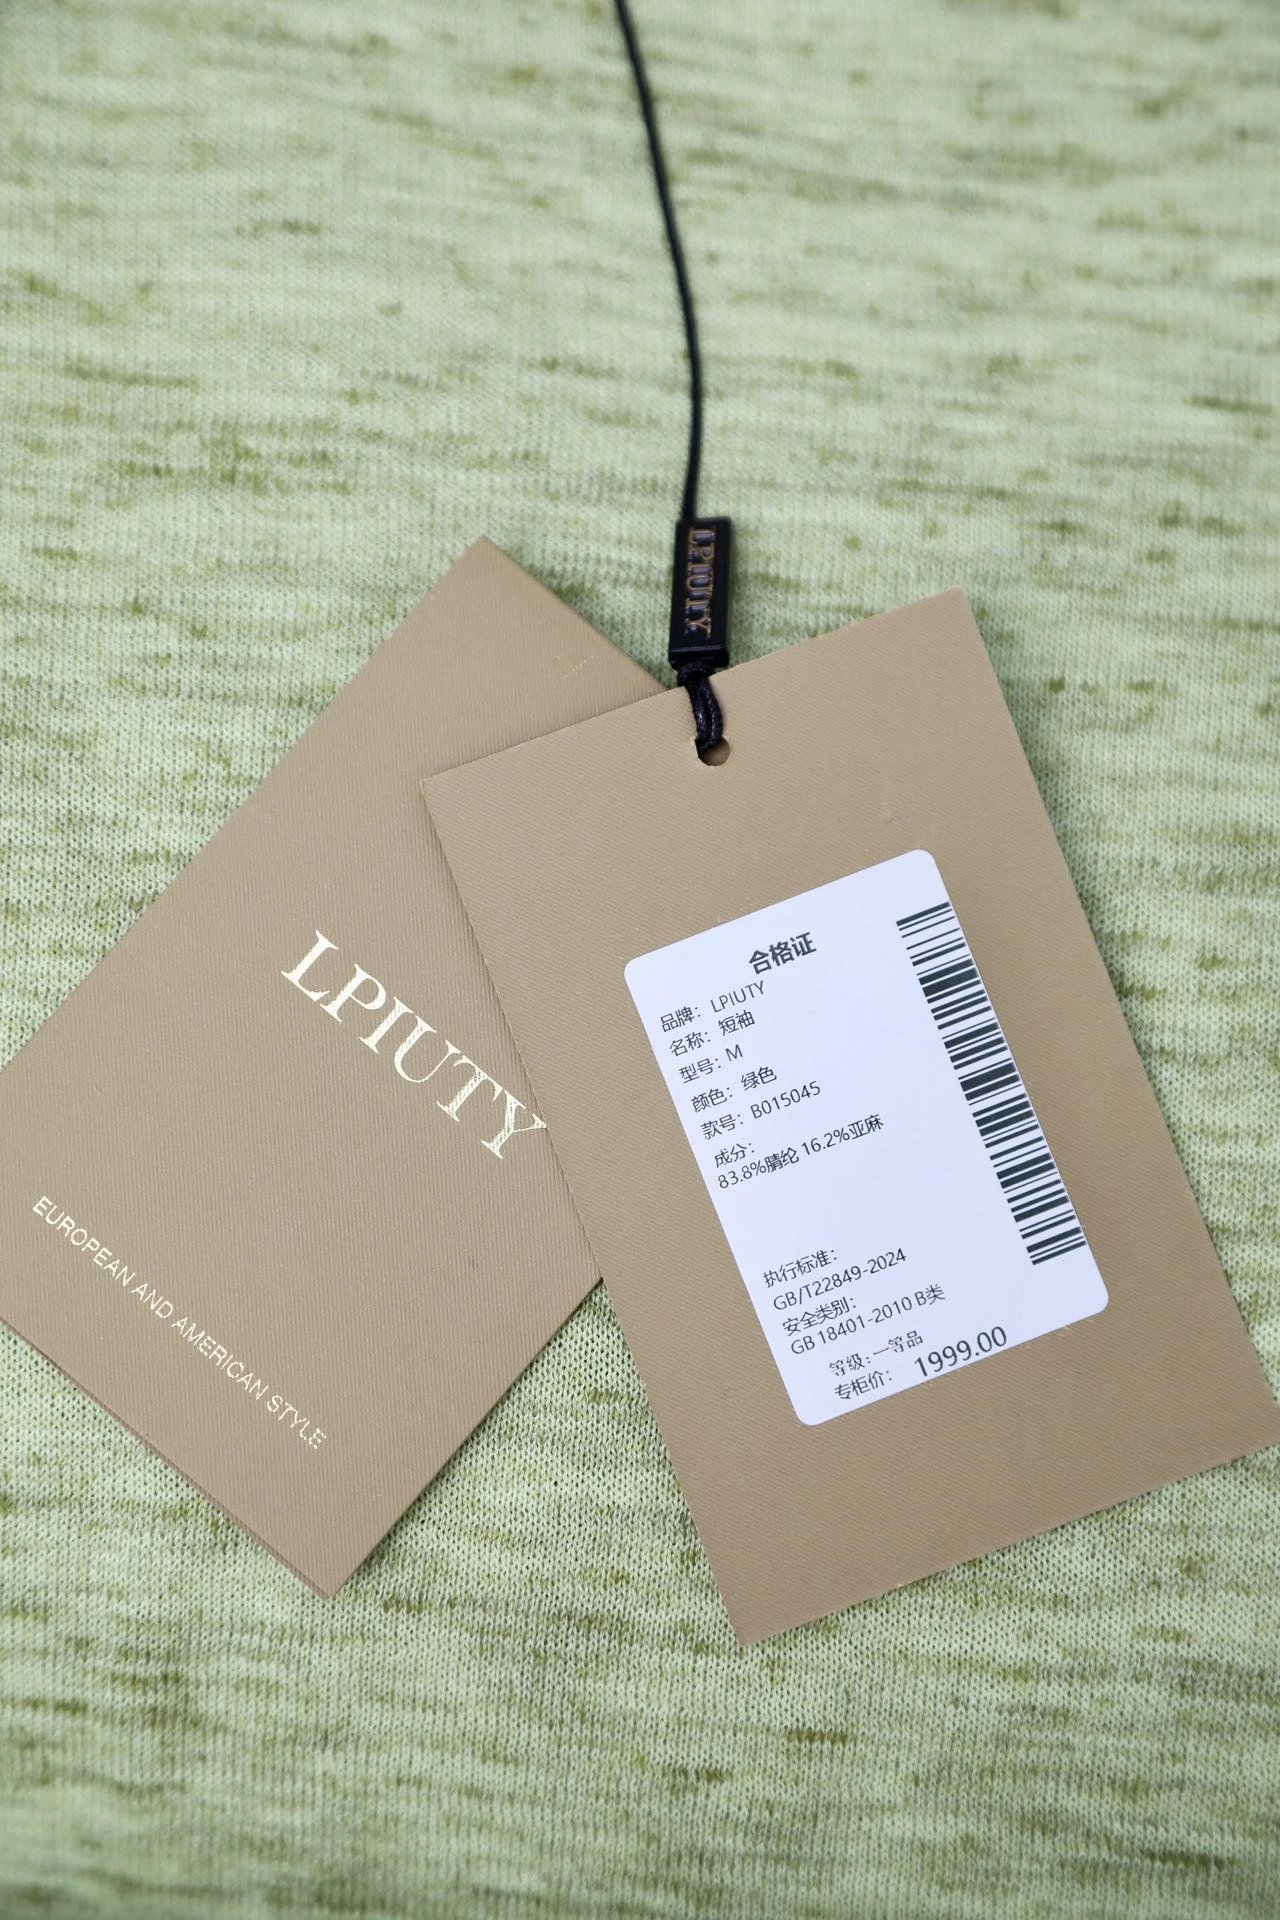 LPIUTY
LPIUTY
EUROPEAN AND AMERICAN STYLE
合格证
品牌：LPIUTY
名称：短袖
型号：M
颜色：绿色
款号：B015045
成分：
83.8%腈纶 16.2%亚麻
执行标准：
GB/T22849-2024
安全类别：
GB 18401-2010 B类
等级：一等品
专柜价： 1999.00